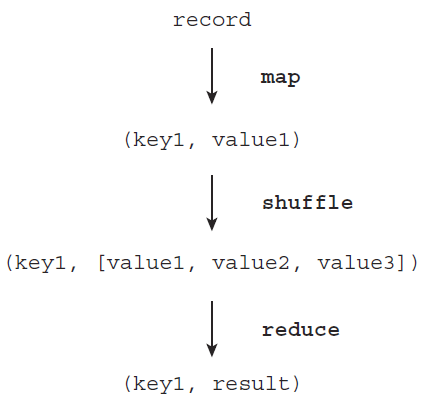 record
map
(key1, value1)
shuffle
(key1, [value1, value2, value3])
reduce
(key1, result)